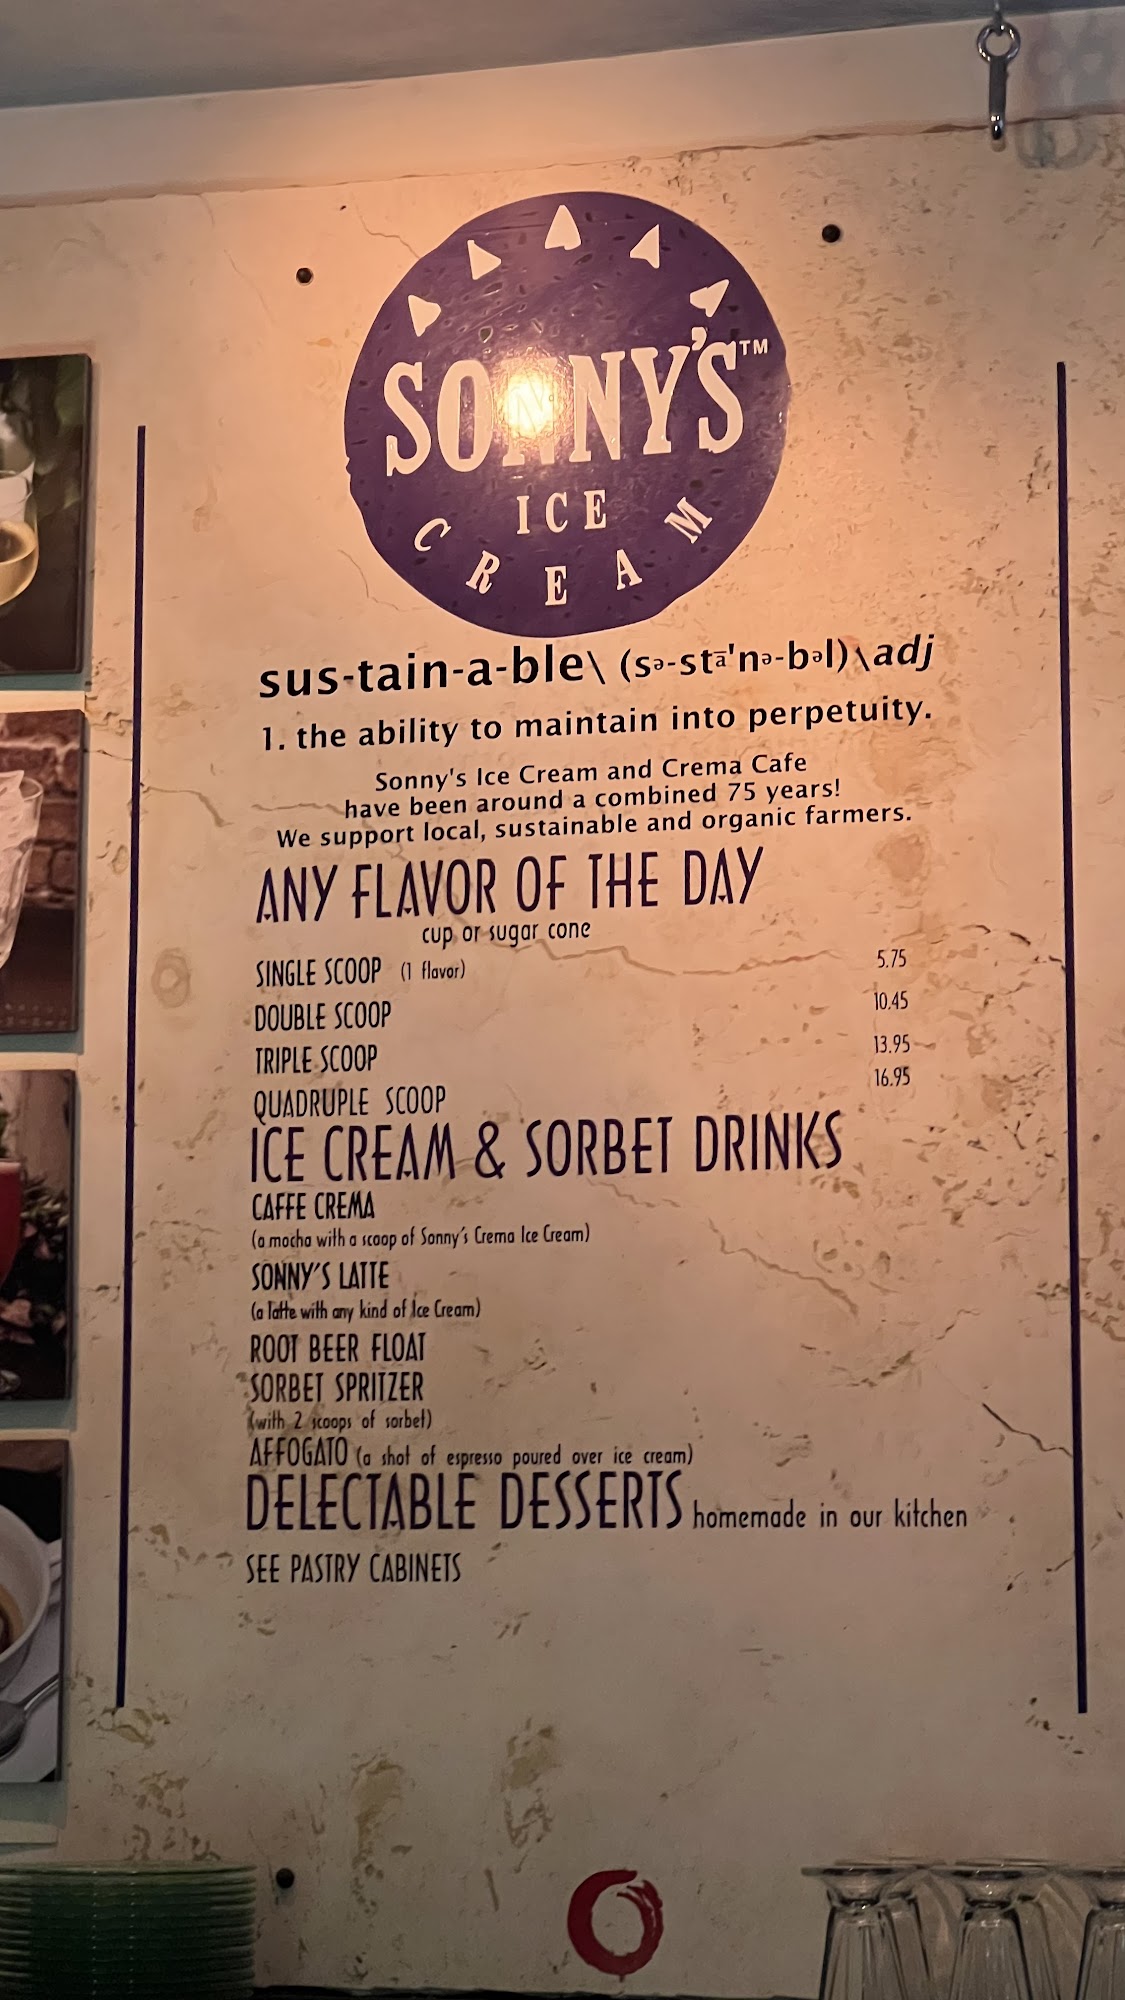 SONNY'S™
ICE
CREAM
sus-tain-a-ble\ (sə-stā'nə-bəl)\adj
1. the ability to maintain into perpetuity.
Sonny's Ice Cream and Crema Cafe
have been around a combined 75 years!
We support local, sustainable and organic farmers.
ANY FLAVOR OF THE DAY
cup or sugar cone
SINGLE SCOOP (1 flavor) 5.75
DOUBLE SCOOP 10.45
TRIPLE SCOOP 13.95
QUADRUPLE SCOOP 16.95
ICE CREAM & SORBET DRINKS
CAFFE CREMA
(a mocha with a scoop of Sonny's Crema Ice Cream)
SONNY'S LATTE
(a latte with any kind of Ice Cream)
ROOT BEER FLOAT
SORBET SPRITZER
(with 2 scoops of sorbet)
AFFOGATO (a shot of espresso poured over ice cream)
DELECTABLE DESSERTS homemade in our kitchen
SEE PASTRY CABINETS